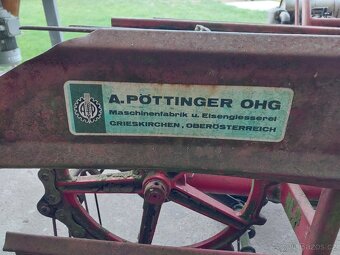 A. PÖTTINGER OHG
Maschinenfabrik u. Eisengiesserei
GRIESKIRCHEN, OBERÖSTERREICH